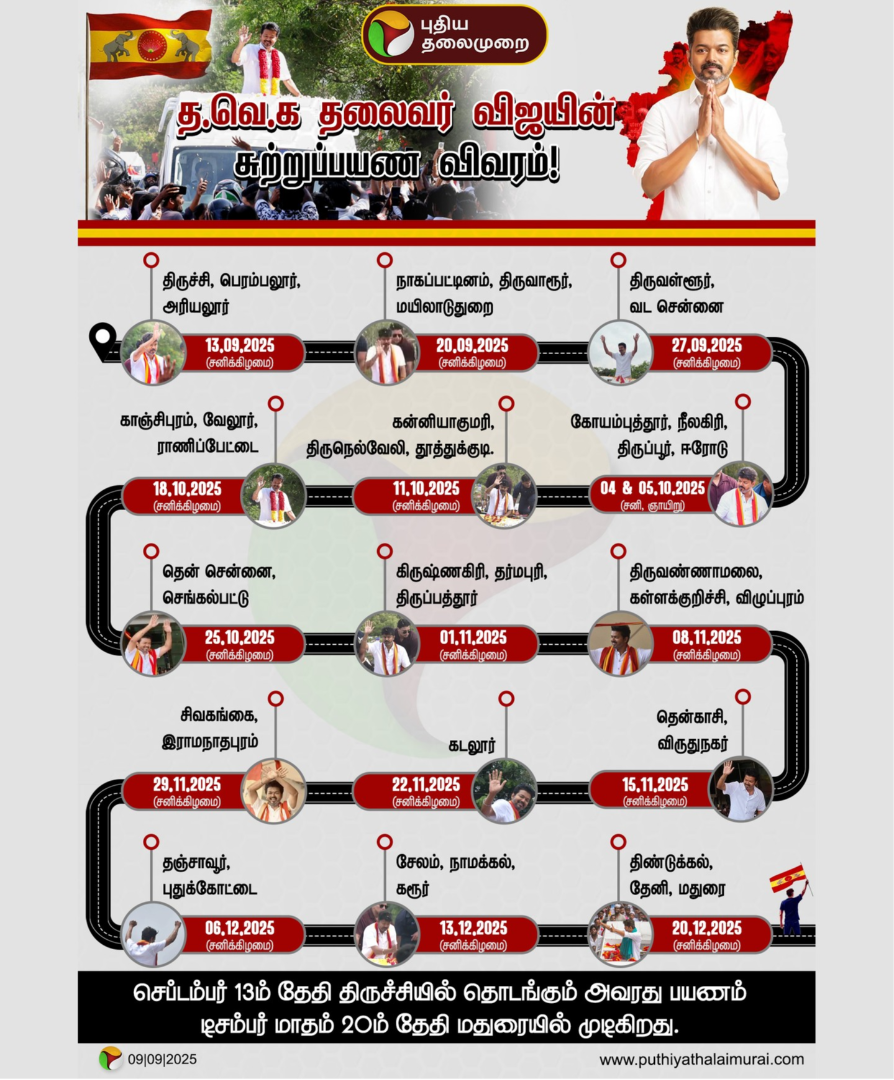 புதிய
தலைமுறை
த.வெ.க தலைவர் விஜயின்
சுற்றுப்பயண விவரம்!
திருச்சி, பெரம்பலூர்,
அரியலூர்
13.09.2025
(சனிக்கிழமை)
நாகப்பட்டினம், திருவாரூர்,
மயிலாடுதுறை
20.09.2025
(சனிக்கிழமை)
திருவள்ளூர்,
வட சென்னை
27.09.2025
(சனிக்கிழமை)
கோயம்புத்தூர், நீலகிரி,
திருப்பூர், ஈரோடு
04 & 05.10.2025
(சனி, ஞாயிறு)
கன்னியாகுமரி,
திருநெல்வேலி, தூத்துக்குடி.
11.10.2025
(சனிக்கிழமை)
காஞ்சிபுரம், வேலூர்,
ராணிப்பேட்டை
18.10.2025
(சனிக்கிழமை)
தென் சென்னை,
செங்கல்பட்டு
25.10.2025
(சனிக்கிழமை)
கிருஷ்ணகிரி, தர்மபுரி,
திருப்பத்தூர்
01.11.2025
(சனிக்கிழமை)
திருவண்ணாமலை,
கள்ளக்குறிச்சி, விழுப்புரம்
08.11.2025
(சனிக்கிழமை)
தென்காசி,
விருதுநகர்
15.11.2025
(சனிக்கிழமை)
கடலூர்
22.11.2025
(சனிக்கிழமை)
சிவகங்கை,
இராமநாதபுரம்
29.11.2025
(சனிக்கிழமை)
தஞ்சாவூர்,
புதுக்கோட்டை
06.12.2025
(சனிக்கிழமை)
சேலம், நாமக்கல்,
கரூர்
13.12.2025
(சனிக்கிழமை)
திண்டுக்கல்,
தேனி, மதுரை
20.12.2025
(சனிக்கிழமை)
செப்டம்பர் 13ம் தேதி திருச்சியில் தொடங்கும் அவரது பயணம்
டிசம்பர் மாதம் 20ம் தேதி மதுரையில் முடிகிறது.
09|09|2025
www.puthiyathalaimurai.com